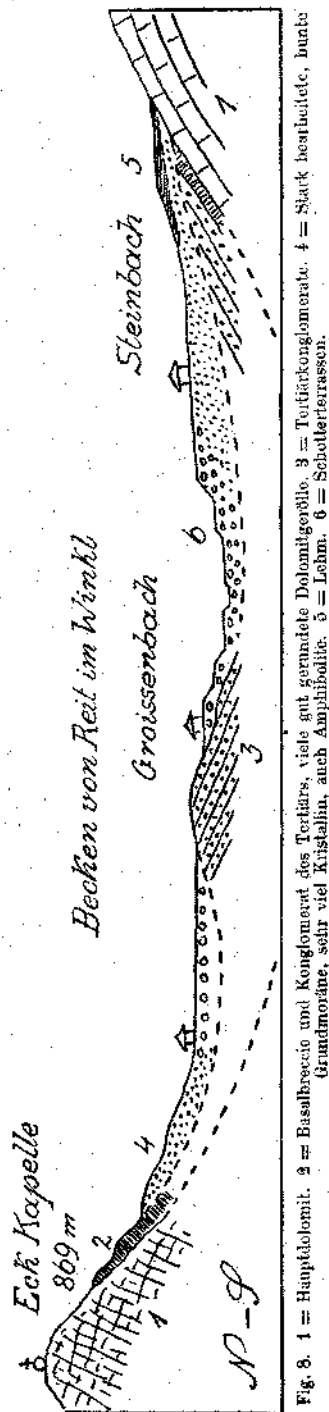 Becken von Reit im Winkl
Eck Kapelle
869 m
Groissenbach
Steinbach
1
2
4
3
6
5
1
N–S
Fig. 8. 1 = Hauptdolomit. 2 = Basalbreccie und Konglomerat des Tertiärs, viele gut gerundete Dolomitgerölle. 3 = Tertiärkonglomerate. 4 = Stark bearbeitete, bunte
Grundmoräne, sehr viel Kristallin, auch Amphibolite. 5 = Lehm. 6 = Schotterterrassen.